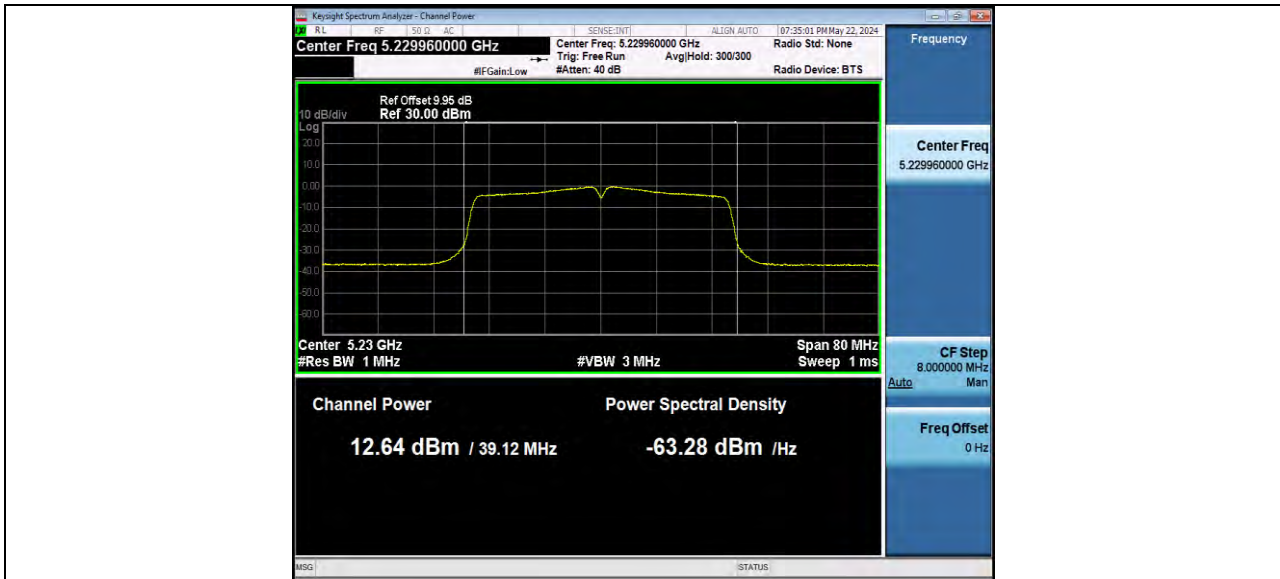 Keysight Spectrum Analyzer - Channel Power
RL RF 50 Ω AC SENSE:INT ALIGN AUTO 07:35:01 PM May 22, 2024
Center Freq 5.229960000 GHz
Center Freq: 5.229960000 GHz Radio Std: None
Trig: Free Run Avg|Hold: 300/300
#IFGain:Low #Atten: 40 dB Radio Device: BTS
Frequency
Ref Offset 9.95 dB
10 dB/div Ref 30.00 dBm
Log
20.0
10.0
0.00
-10.0
-20.0
-30.0
-40.0
-50.0
-60.0
Center Freq
5.229960000 GHz
Center 5.23 GHz Span 80 MHz
#Res BW 1 MHz #VBW 3 MHz Sweep 1 ms
CF Step
8.000000 MHz
Auto Man
Freq Offset
0 Hz
Channel Power Power Spectral Density
12.64 dBm / 39.12 MHz -63.28 dBm /Hz
MSG STATUS